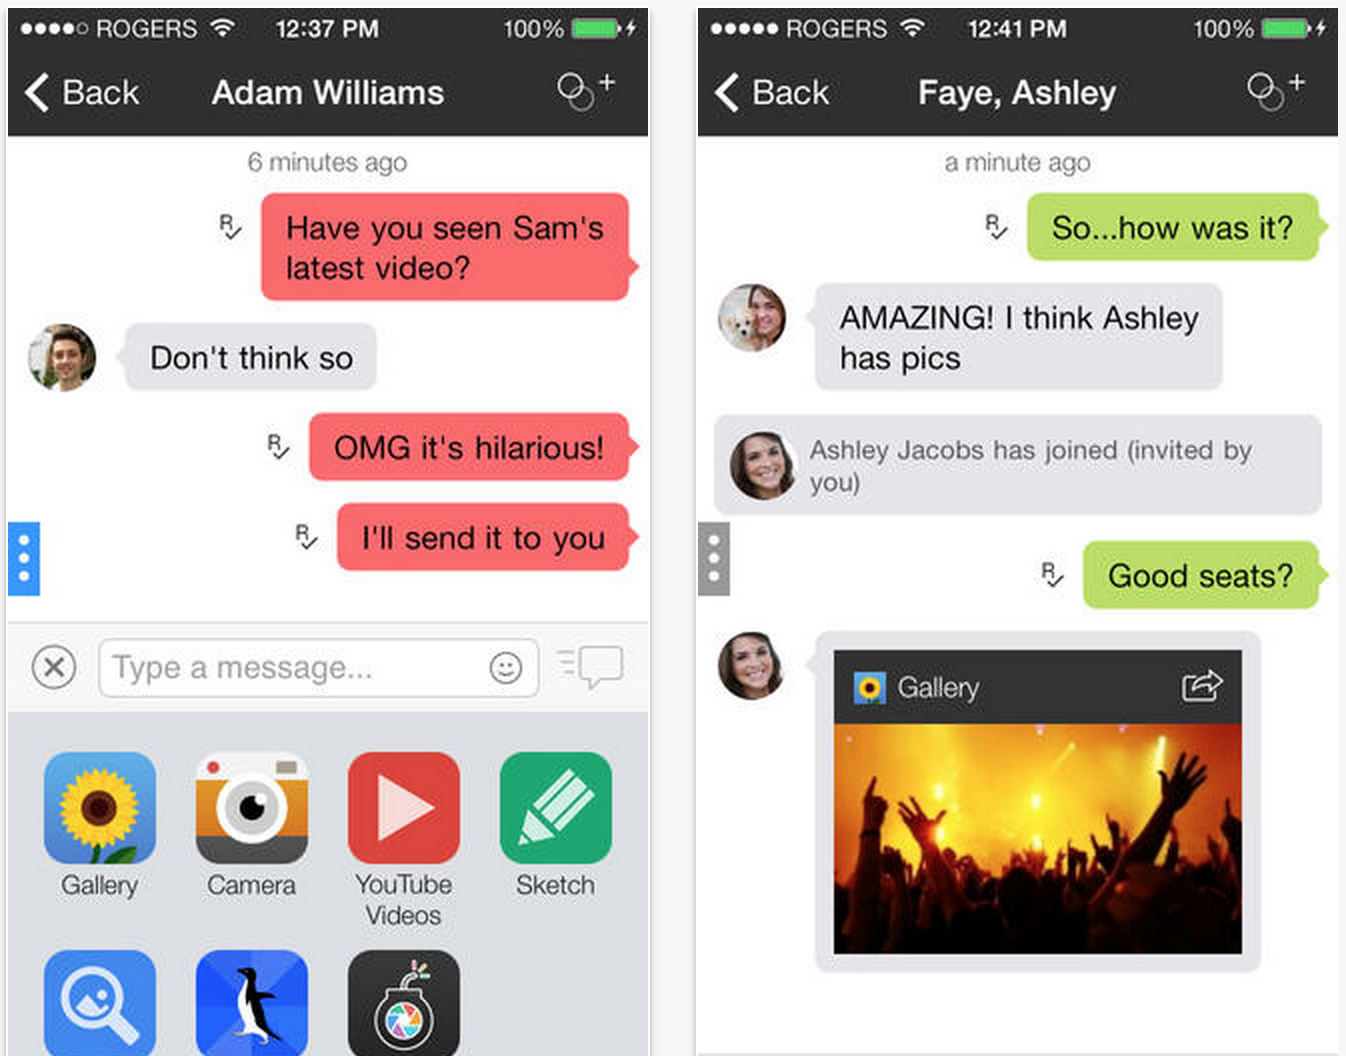 ROGERS 12:37 PM 100%
Back Adam Williams
6 minutes ago
R Have you seen Sam's
latest video?
Don't think so
R OMG it's hilarious!
R I'll send it to you
Type a message...
Gallery Camera YouTube Sketch
Videos
ROGERS 12:41 PM 100%
Back Faye, Ashley
a minute ago
R So...how was it?
AMAZING! I think Ashley
has pics
Ashley Jacobs has joined (invited by
you)
R Good seats?
Gallery